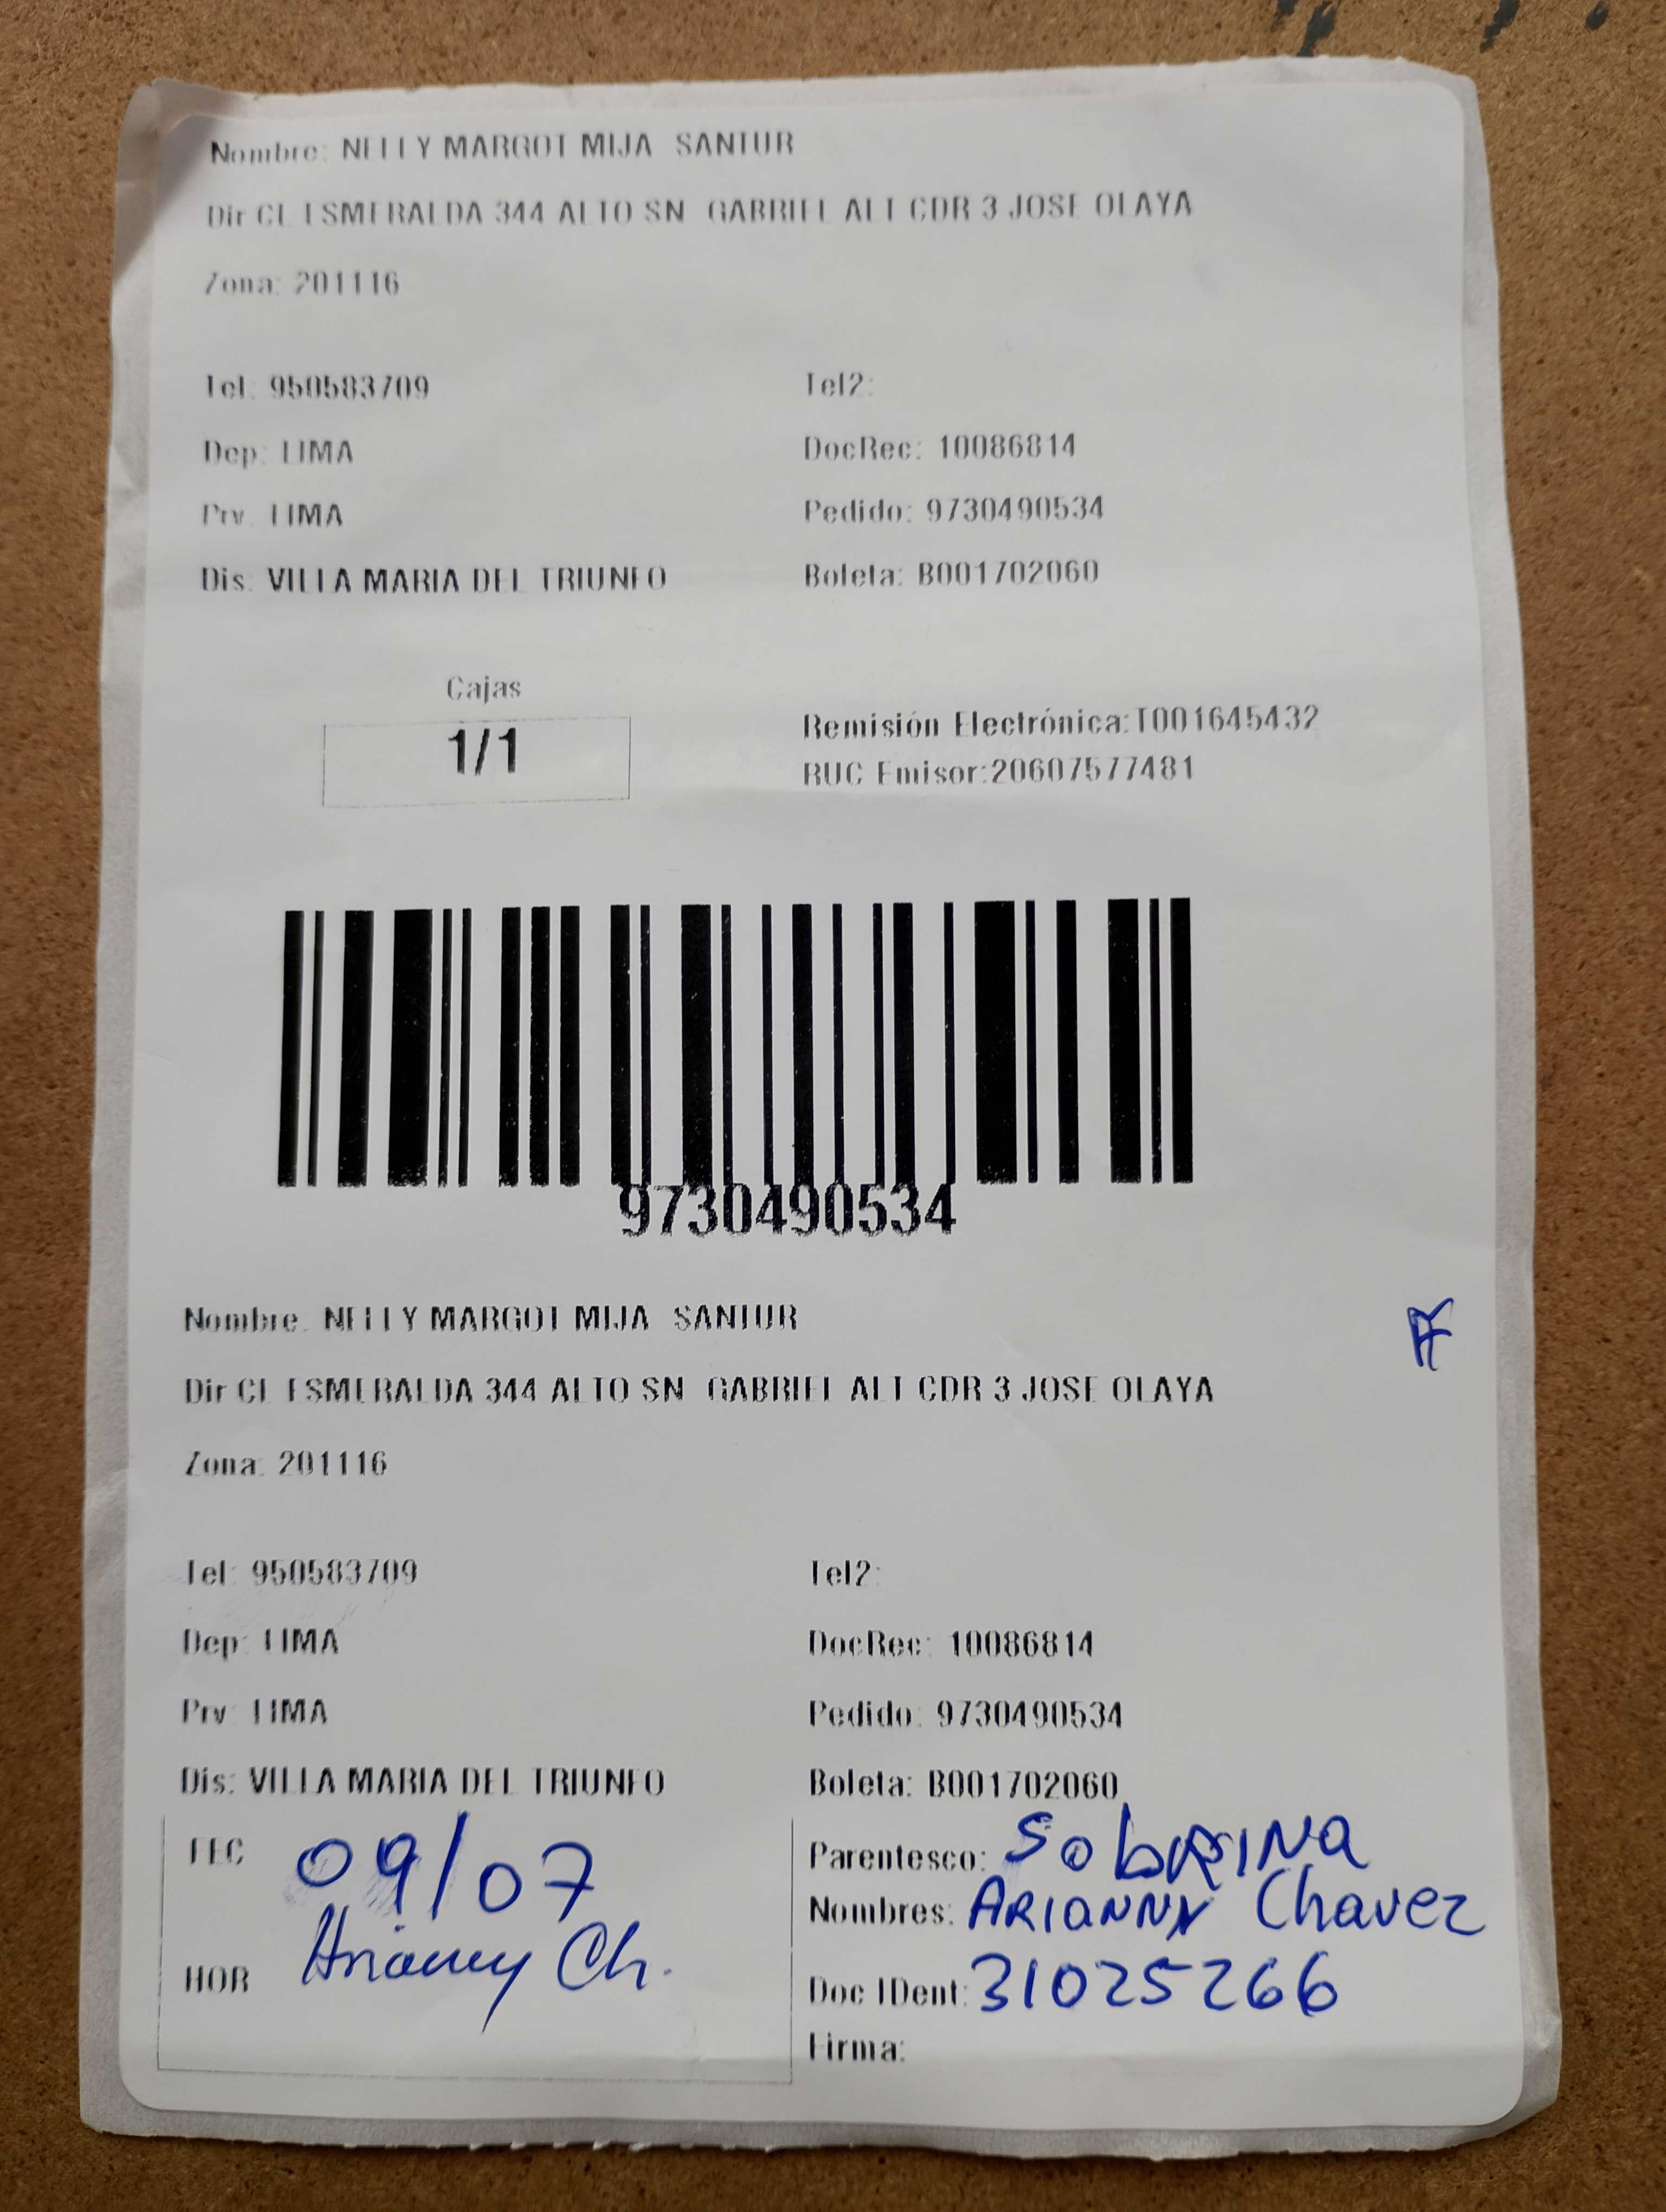 Nombre: NELLY MARGOT MIJA SANTUR
Dir CL ESMERALDA 344 ALTO SN GABRIEL ALT CDR 3 JOSE OLAYA
Zona: 201116
Tel: 950583709 Tel2:
Dep: LIMA DocRec: 10086814
Prv: LIMA Pedido: 9730490534
Dis: VILLA MARIA DEL TRIUNFO Boleta: B001702060
Cajas
1/1
Remisión Electrónica:T001645432
RUC Emisor:20607577481
9730490534
Nombre: NELLY MARGOT MIJA SANTUR
Dir CL ESMERALDA 344 ALTO SN GABRIEL ALT CDR 3 JOSE OLAYA
Zona: 201116
Tel: 950583709 Tel2:
Dep: LIMA DocRec: 10086814
Prv: LIMA Pedido: 9730490534
Dis: VILLA MARIA DEL TRIUNFO Boleta: B001702060
FEC 09/07 Parentesco: SobRINa
Nombres: ARIANNY Chavez
HOR Arianny Ch. Doc IDent: 31025266
Firma: